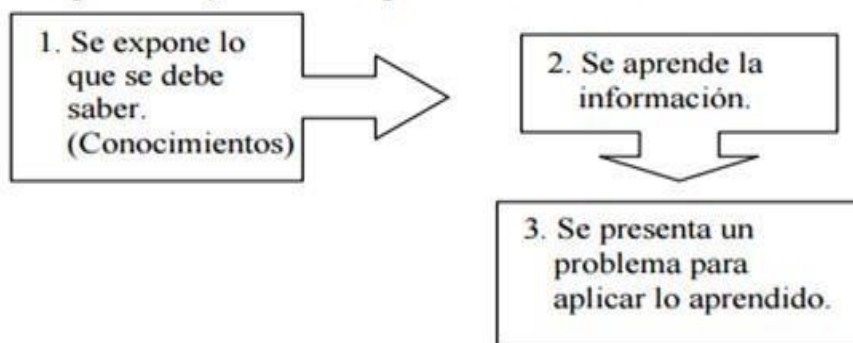 1. Se expone lo
que se debe
saber.
(Conocimientos)
2. Se aprende la
información.
3. Se presenta un
problema para
aplicar lo aprendido.